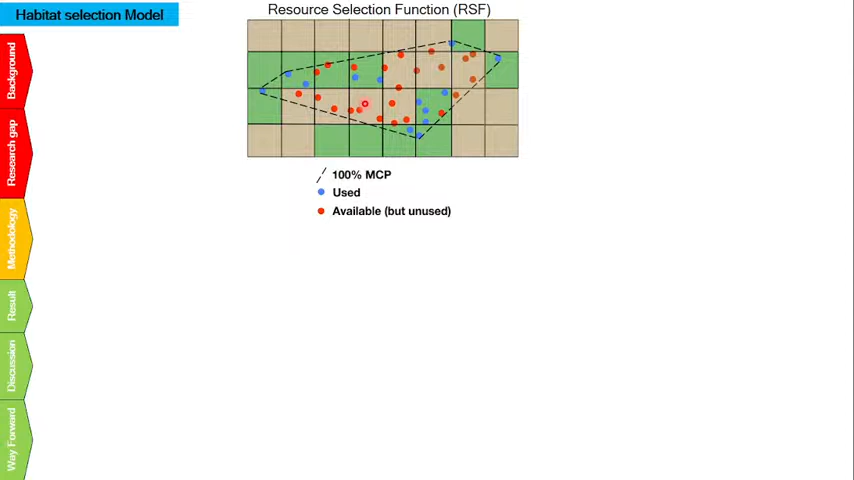 Habitat selection Model
Resource Selection Function (RSF)
Background
Research gap
Methodology
Result
Discussion
Way Forward
100% MCP
Used
Available (but unused)